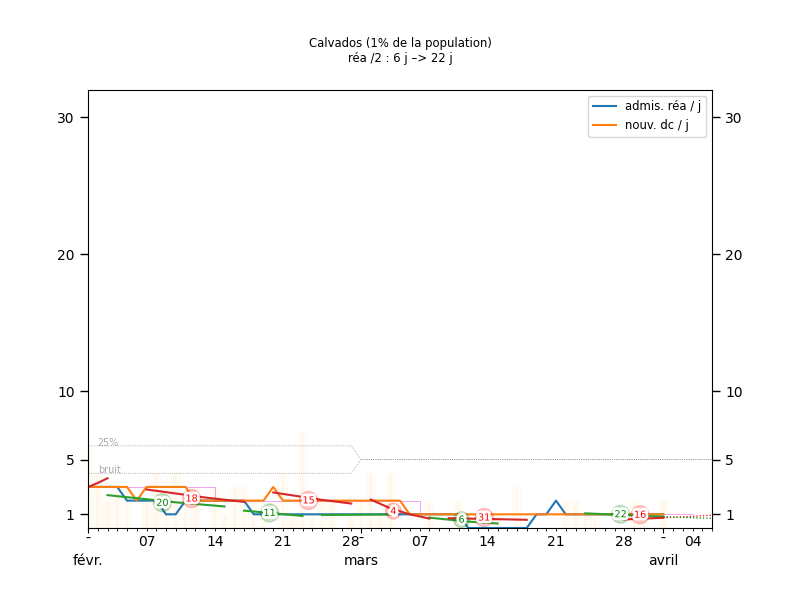 Calvados (1% de la population)
réa /2 : 6 j –> 22 j
admis. réa / j
nouv. dc / j
30 30
20 20
10 10
5 5
1 1
25%
bruit
20 18 11 15 4 6 31 22 16
- 07 14 21 28 - 07 14 21 28 - 04
févr. mars avril